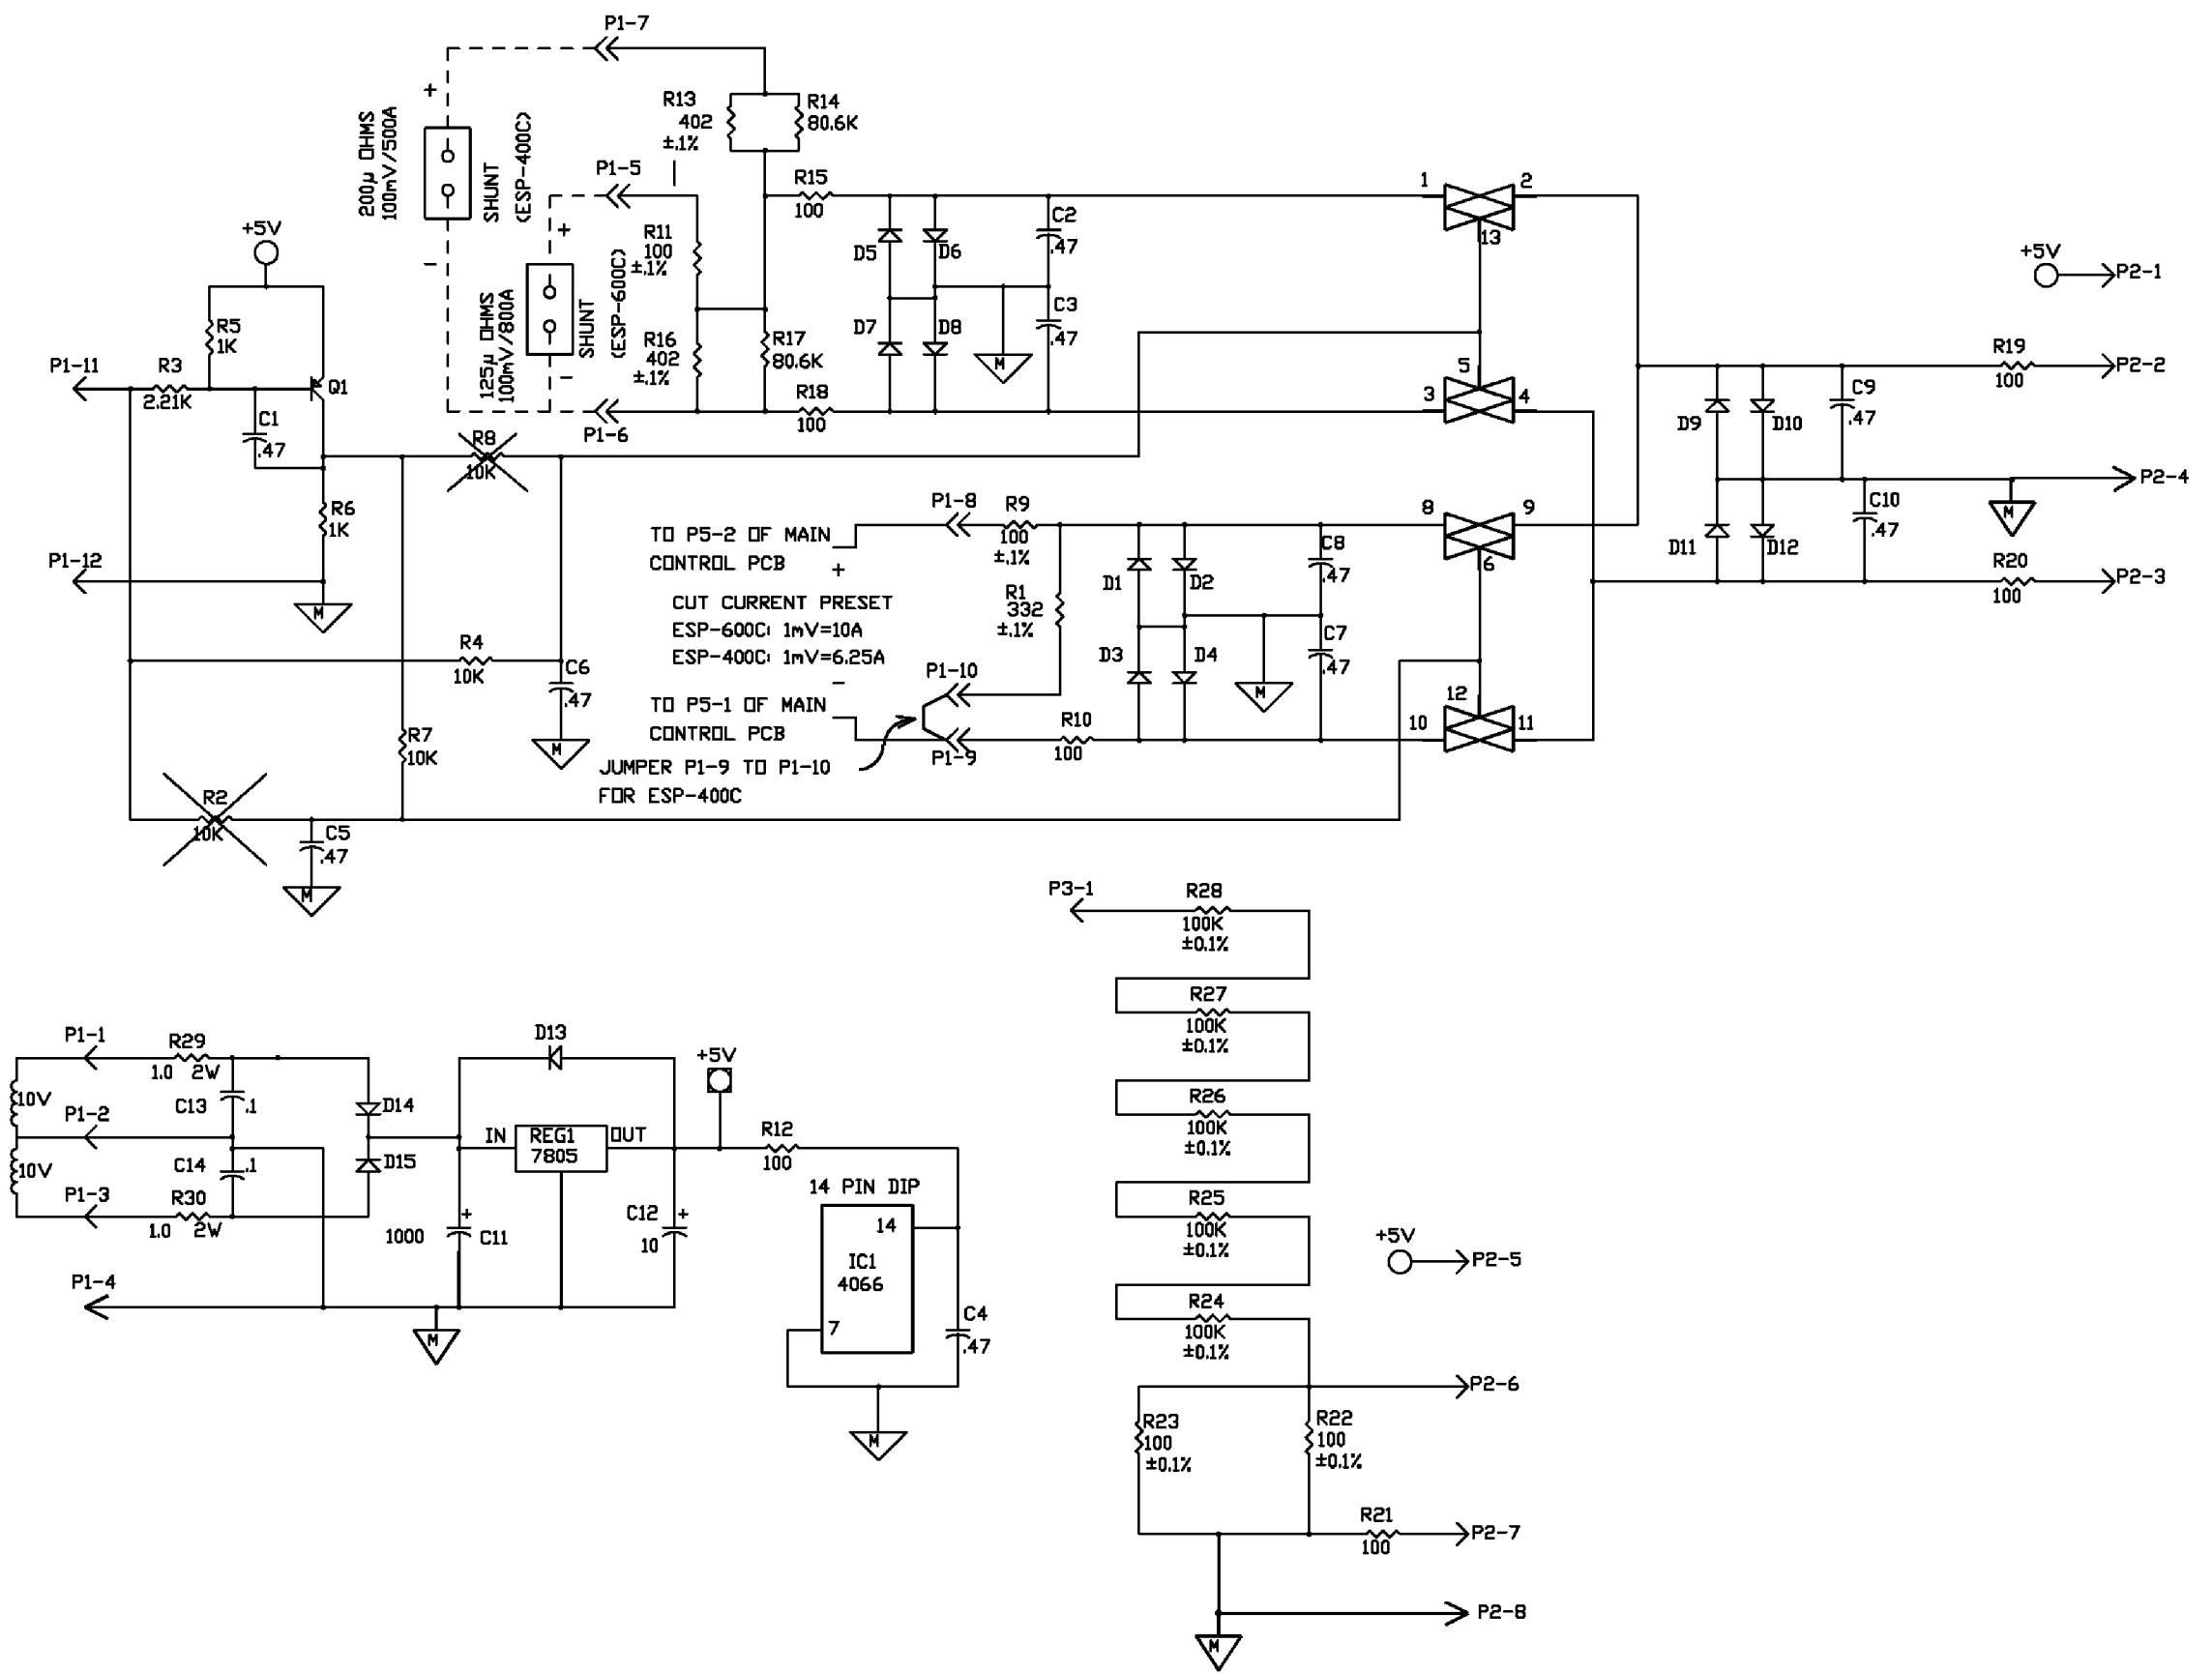 P1-7
+
200µ OHMS
100mV/500A
SHUNT
(ESP-400C)
-
R13
402
±.1%
R14
80.6K
P1-5
+
125µ OHMS
100mV/800A
SHUNT
(ESP-600C)
-
R11
100
±.1%
R16
402
±.1%
R15
100
R17
80.6K
R18
100
P1-6
D5
D6
D7
D8
C2
.47
C3
.47
M
1
2
13
5
3
4
+5V
R5
1K
P1-11
R3
2.21K
Q1
C1
.47
R8
10K
R6
1K
P1-12
M
R4
10K
C6
.47
M
R7
10K
R2
10K
C5
.47
M
TO P5-2 OF MAIN
CONTROL PCB
+
CUT CURRENT PRESET
ESP-600C: 1mV=10A
ESP-400C: 1mV=6.25A
-
TO P5-1 OF MAIN
CONTROL PCB
JUMPER P1-9 TO P1-10
FOR ESP-400C
P1-8
R9
100
±.1%
R1
332
±.1%
P1-10
P1-9
R10
100
D1
D2
D3
D4
C8
.47
C7
.47
M
8
9
6
12
10
11
+5V
P2-1
R19
100
P2-2
D9
D10
C9
.47
P2-4
M
D11
D12
C10
.47
R20
100
P2-3
P1-1
R29
1.0 2W
10V
C13
.1
P1-2
10V
C14
.1
P1-3
R30
1.0 2W
P1-4
D14
D15
D13
IN
REG1
7805
OUT
+
1000
C11
C12
+
10
M
+5V
R12
100
14 PIN DIP
14
IC1
4066
7
C4
.47
M
P3-1
R28
100K
±0.1%
R27
100K
±0.1%
R26
100K
±0.1%
R25
100K
±0.1%
R24
100K
±0.1%
+5V
P2-5
P2-6
R23
100
±0.1%
R22
100
±0.1%
R21
100
P2-7
P2-8
M